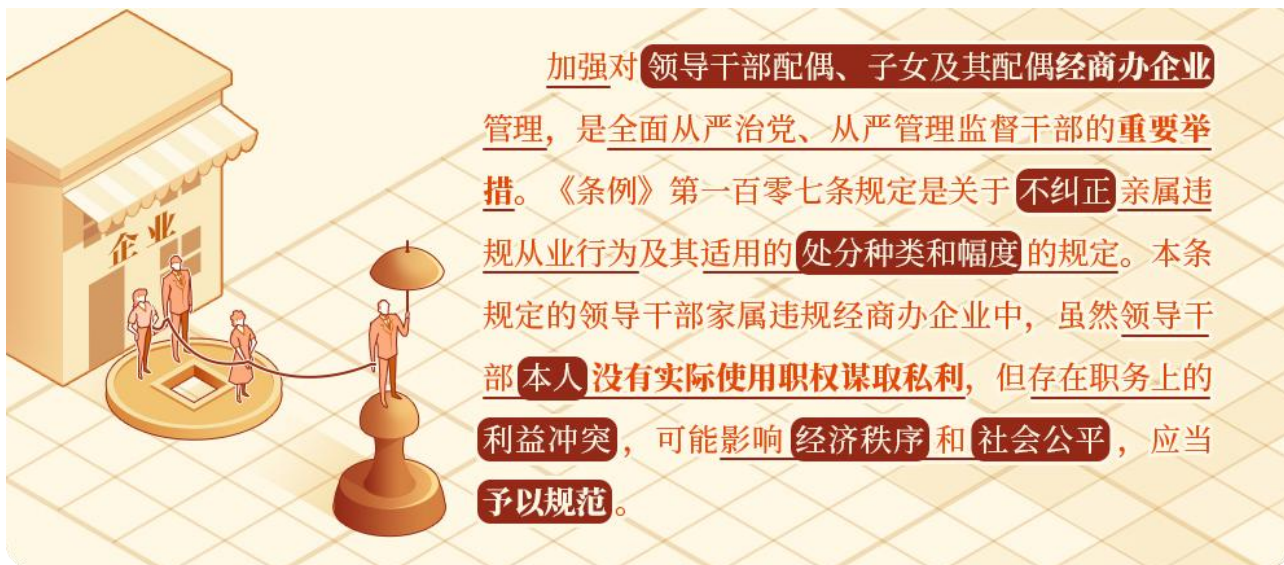 企业
加强对领导干部配偶、子女及其配偶经商办企业
管理，是全面从严治党、从严管理监督干部的重要举
措。《条例》第一百零七条规定是关于不纠正亲属违
规从业行为及其适用的处分种类和幅度的规定。本条
规定的领导干部家属违规经商办企业中，虽然领导干
部本人没有实际使用职权谋取私利，但存在职务上的
利益冲突，可能影响经济秩序和社会公平，应当
予以规范。